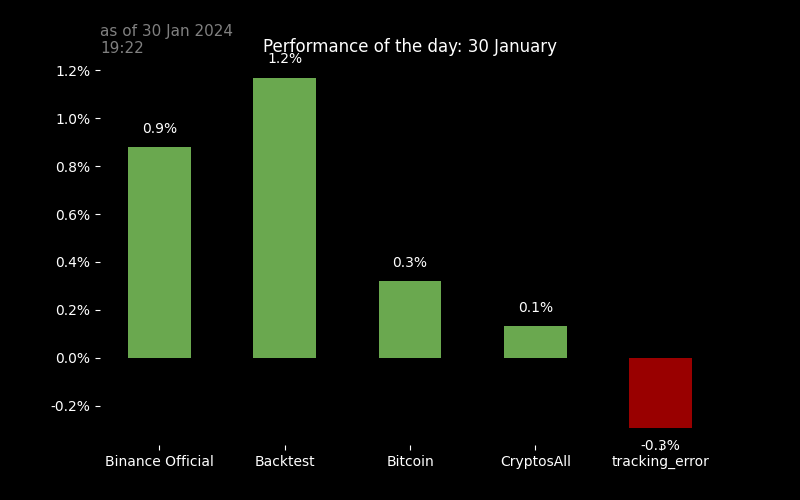 as of 30 Jan 2024
19:22
Performance of the day: 30 January
1.2%
1.0%
0.8%
0.6%
0.4%
0.2%
0.0%
-0.2%
0.9%
1.2%
0.3%
0.1%
-0.3%
Binance Official
Backtest
Bitcoin
CryptosAll
tracking_error